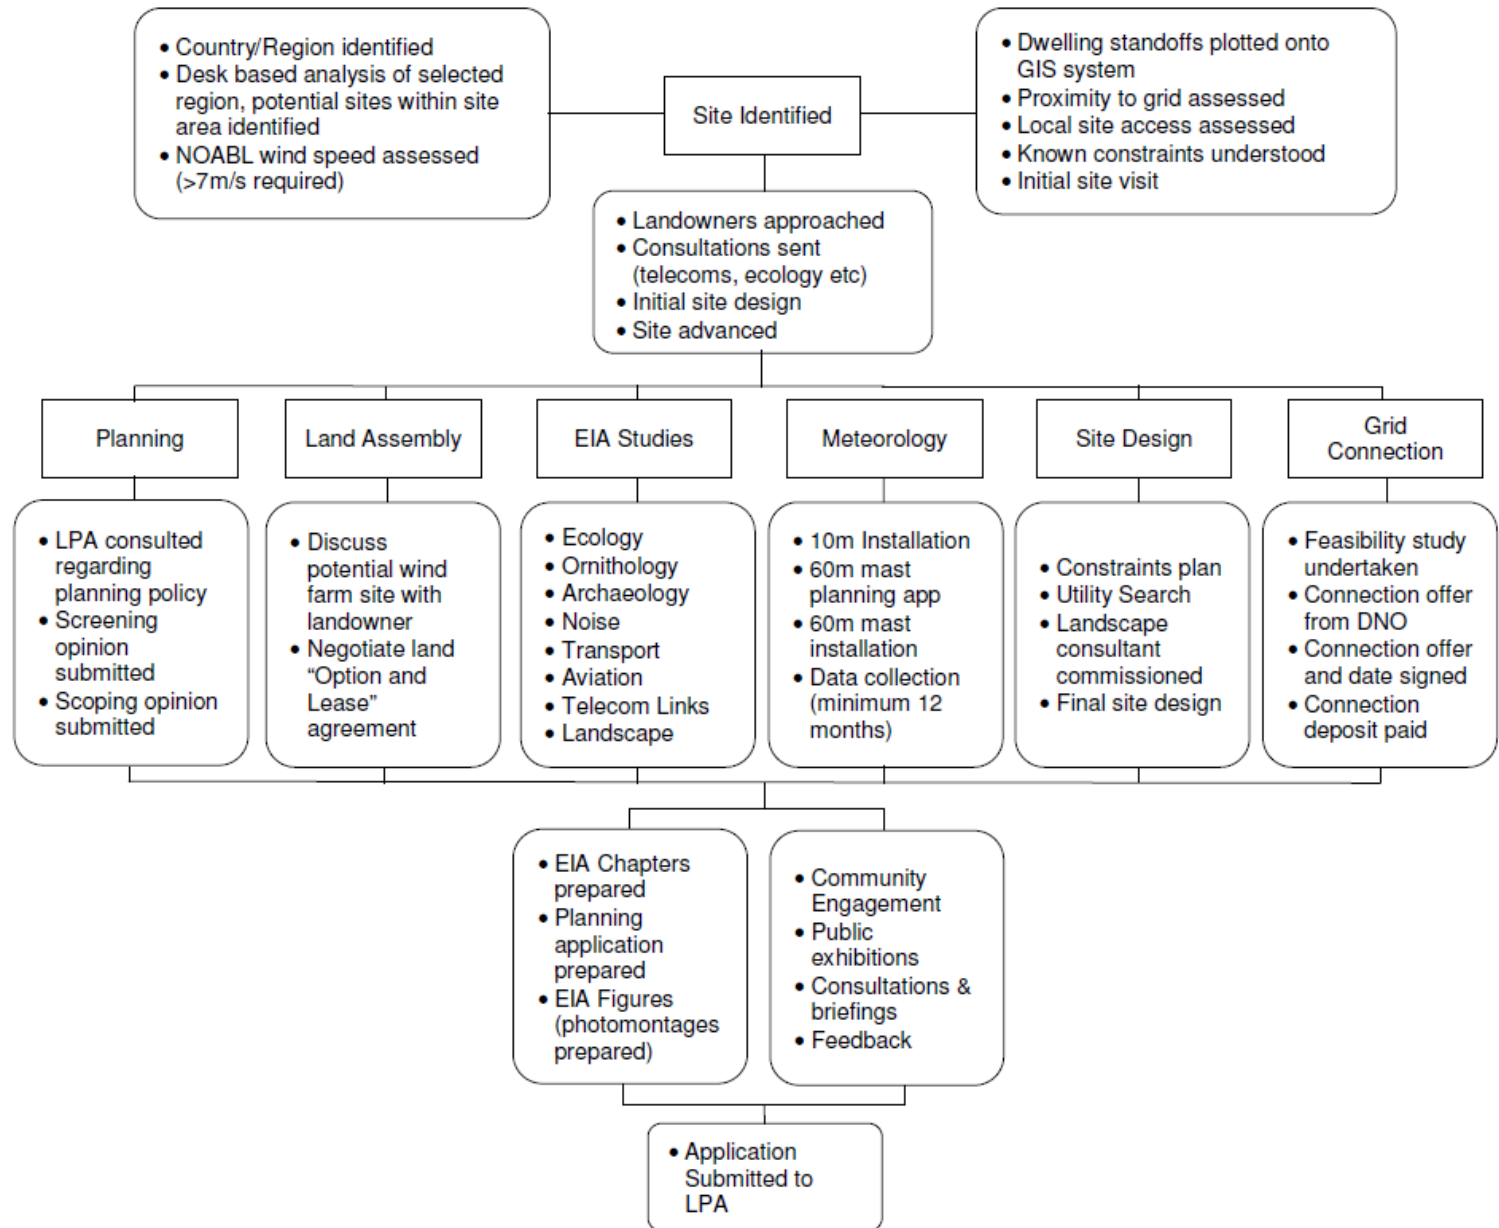 • Country/Region identified
• Desk based analysis of selected
region, potential sites within site
area identified
• NOABL wind speed assessed
(>7m/s required)
Site Identified
• Dwelling standoffs plotted onto
GIS system
• Proximity to grid assessed
• Local site access assessed
• Known constraints understood
• Initial site visit
• Landowners approached
• Consultations sent
(telecoms, ecology etc)
• Initial site design
• Site advanced
Planning
Land Assembly
EIA Studies
Meteorology
Site Design
Grid
Connection
• LPA consulted
regarding
planning policy
• Screening
opinion
submitted
• Scoping opinion
submitted
• Discuss
potential wind
farm site with
landowner
• Negotiate land
“Option and
Lease”
agreement
• Ecology
• Ornithology
• Archaeology
• Noise
• Transport
• Aviation
• Telecom Links
• Landscape
• 10m Installation
• 60m mast
planning app
• 60m mast
installation
• Data collection
(minimum 12
months)
• Constraints plan
• Utility Search
• Landscape
consultant
commissioned
• Final site design
• Feasibility study
undertaken
• Connection offer
from DNO
• Connection offer
and date signed
• Connection
deposit paid
• EIA Chapters
prepared
• Planning
application
prepared
• EIA Figures
(photomontages
prepared)
• Community
Engagement
• Public
exhibitions
• Consultations &
briefings
• Feedback
• Application
Submitted to
LPA